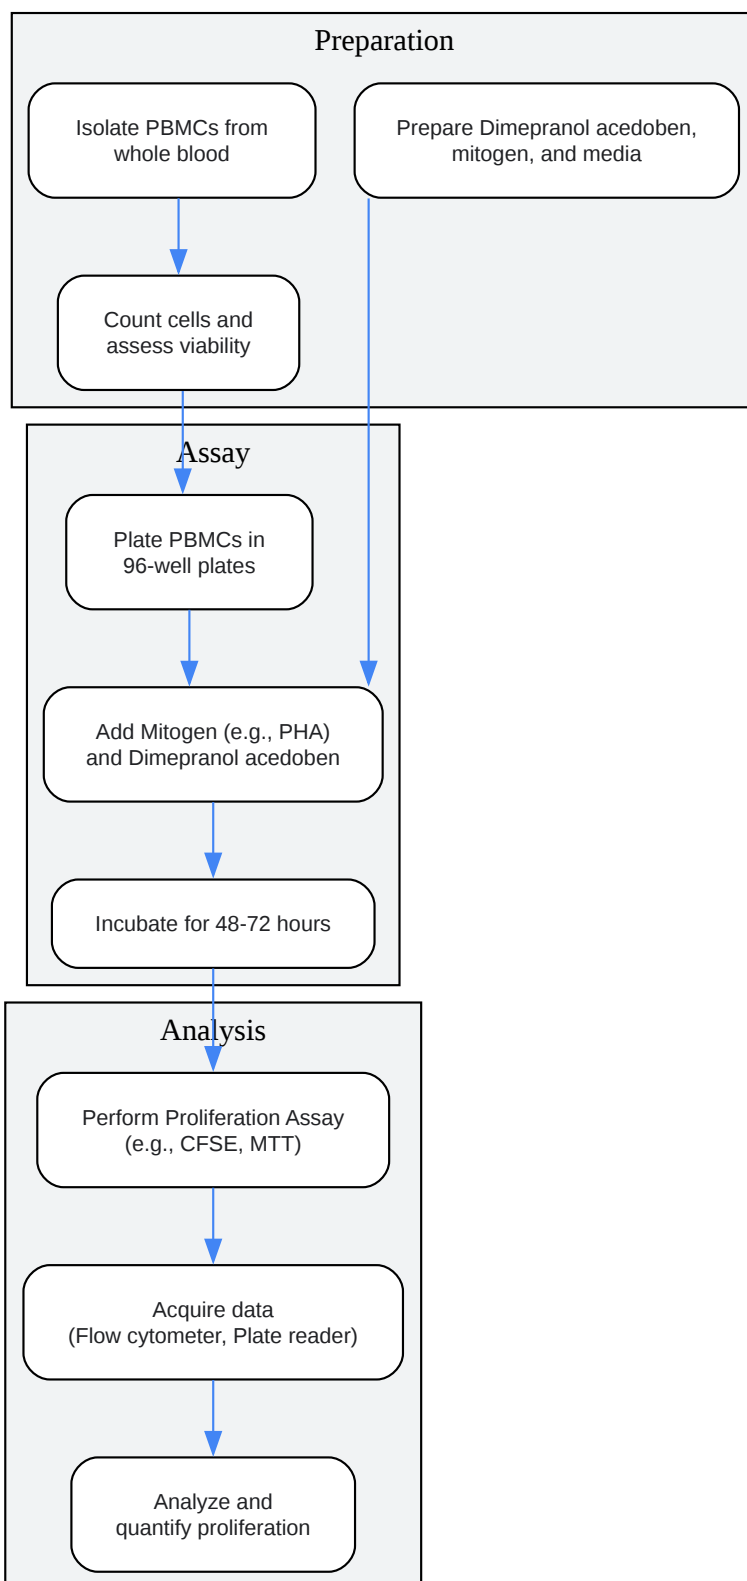 Preparation
Isolate PBMCs from
whole blood
Prepare Dimepranol acedoben,
mitogen, and media
Count cells and
assess viability
Assay
Plate PBMCs in
96-well plates
Add Mitogen (e.g., PHA)
and Dimepranol acedoben
Incubate for 48-72 hours
Analysis
Perform Proliferation Assay
(e.g., CFSE, MTT)
Acquire data
(Flow cytometer, Plate reader)
Analyze and
quantify proliferation